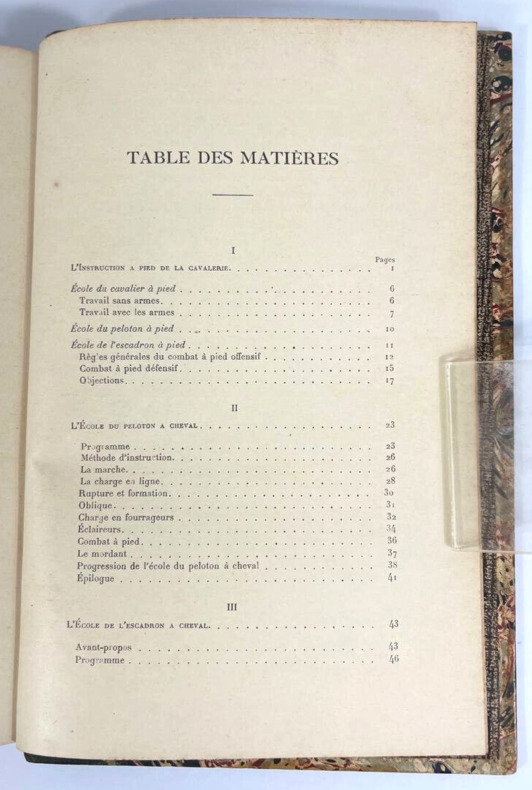 TABLE DES MATIÈRES
I
Pages
L'INSTRUCTION A PIED DE LA CAVALERIE. . . . . . . . . . . . . . . . 1
École du cavalier à pied . . . . . . . . . . . . . . . . . . . 6
Travail sans armes. . . . . . . . . . . . . . . . . . . . 6
Travail avec les armes . . . . . . . . . . . . . . . . . . 7
École du peloton à pied . . . . . . . . . . . . . . . . . . . 10
École de l'escadron à pied . . . . . . . . . . . . . . . . . . 11
Règles générales du combat à pied offensif . . . . . . . . . . 12
Combat à pied défensif. . . . . . . . . . . . . . . . . . 15
Objections. . . . . . . . . . . . . . . . . . . . . . . 17
II
L'ÉCOLE DU PELOTON A CHEVAL . . . . . . . . . . . . . . . . . 23
Programme . . . . . . . . . . . . . . . . . . . . . . 23
Méthode d'instruction. . . . . . . . . . . . . . . . . . . 26
La marche. . . . . . . . . . . . . . . . . . . . . . . 26
La charge en ligne. . . . . . . . . . . . . . . . . . . . 28
Rupture et formation. . . . . . . . . . . . . . . . . . . 30
Oblique. . . . . . . . . . . . . . . . . . . . . . . . 31
Charge en fourrageurs . . . . . . . . . . . . . . . . . . 32
Éclaireurs. . . . . . . . . . . . . . . . . . . . . . . 34
Combat à pied. . . . . . . . . . . . . . . . . . . . . . 36
Le mordant . . . . . . . . . . . . . . . . . . . . . . 37
Progression de l'école du peloton à cheval . . . . . . . . . . 38
Épilogue . . . . . . . . . . . . . . . . . . . . . . . 41
III
L'ÉCOLE DE L'ESCADRON A CHEVAL. . . . . . . . . . . . . . . . 43
Avant-propos . . . . . . . . . . . . . . . . . . . . . 43
Programme . . . . . . . . . . . . . . . . . . . . . . 46